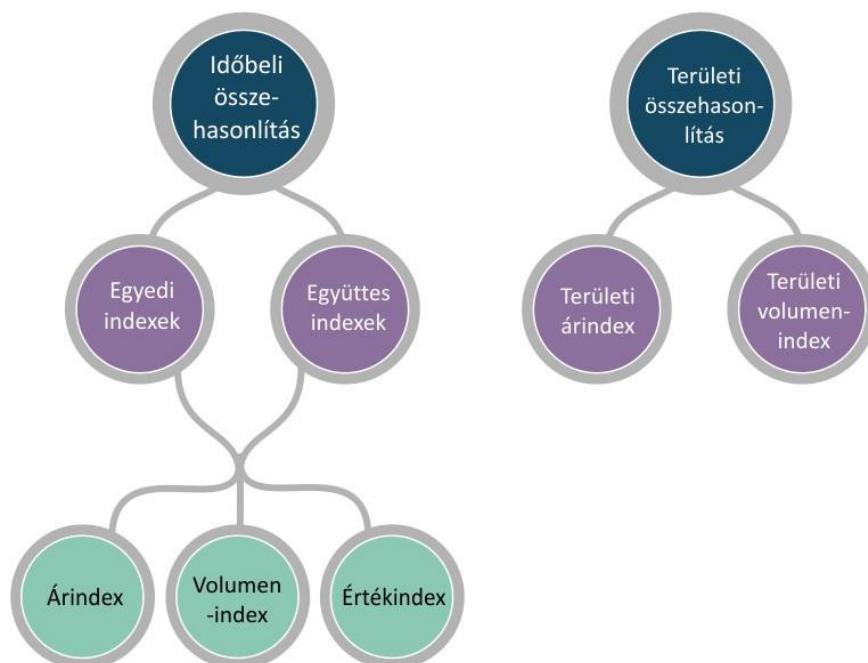 Időbeli
össze-
hasonlítás
Területi
összehason-
lítás
Egyedi
indexek
Együttes
indexek
Területi
árindex
Területi
volumen-
index
Árindex
Volumen
-index
Értékindex